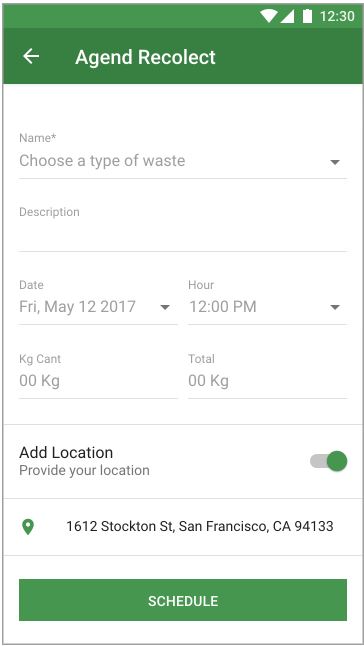 12:30
Agend Recolect
Name*
Choose a type of waste
Description
Date Hour
Fri, May 12 2017 12:00 PM
Kg Cant Total
00 Kg 00 Kg
Add Location
Provide your location
1612 Stockton St, San Francisco, CA 94133
SCHEDULE